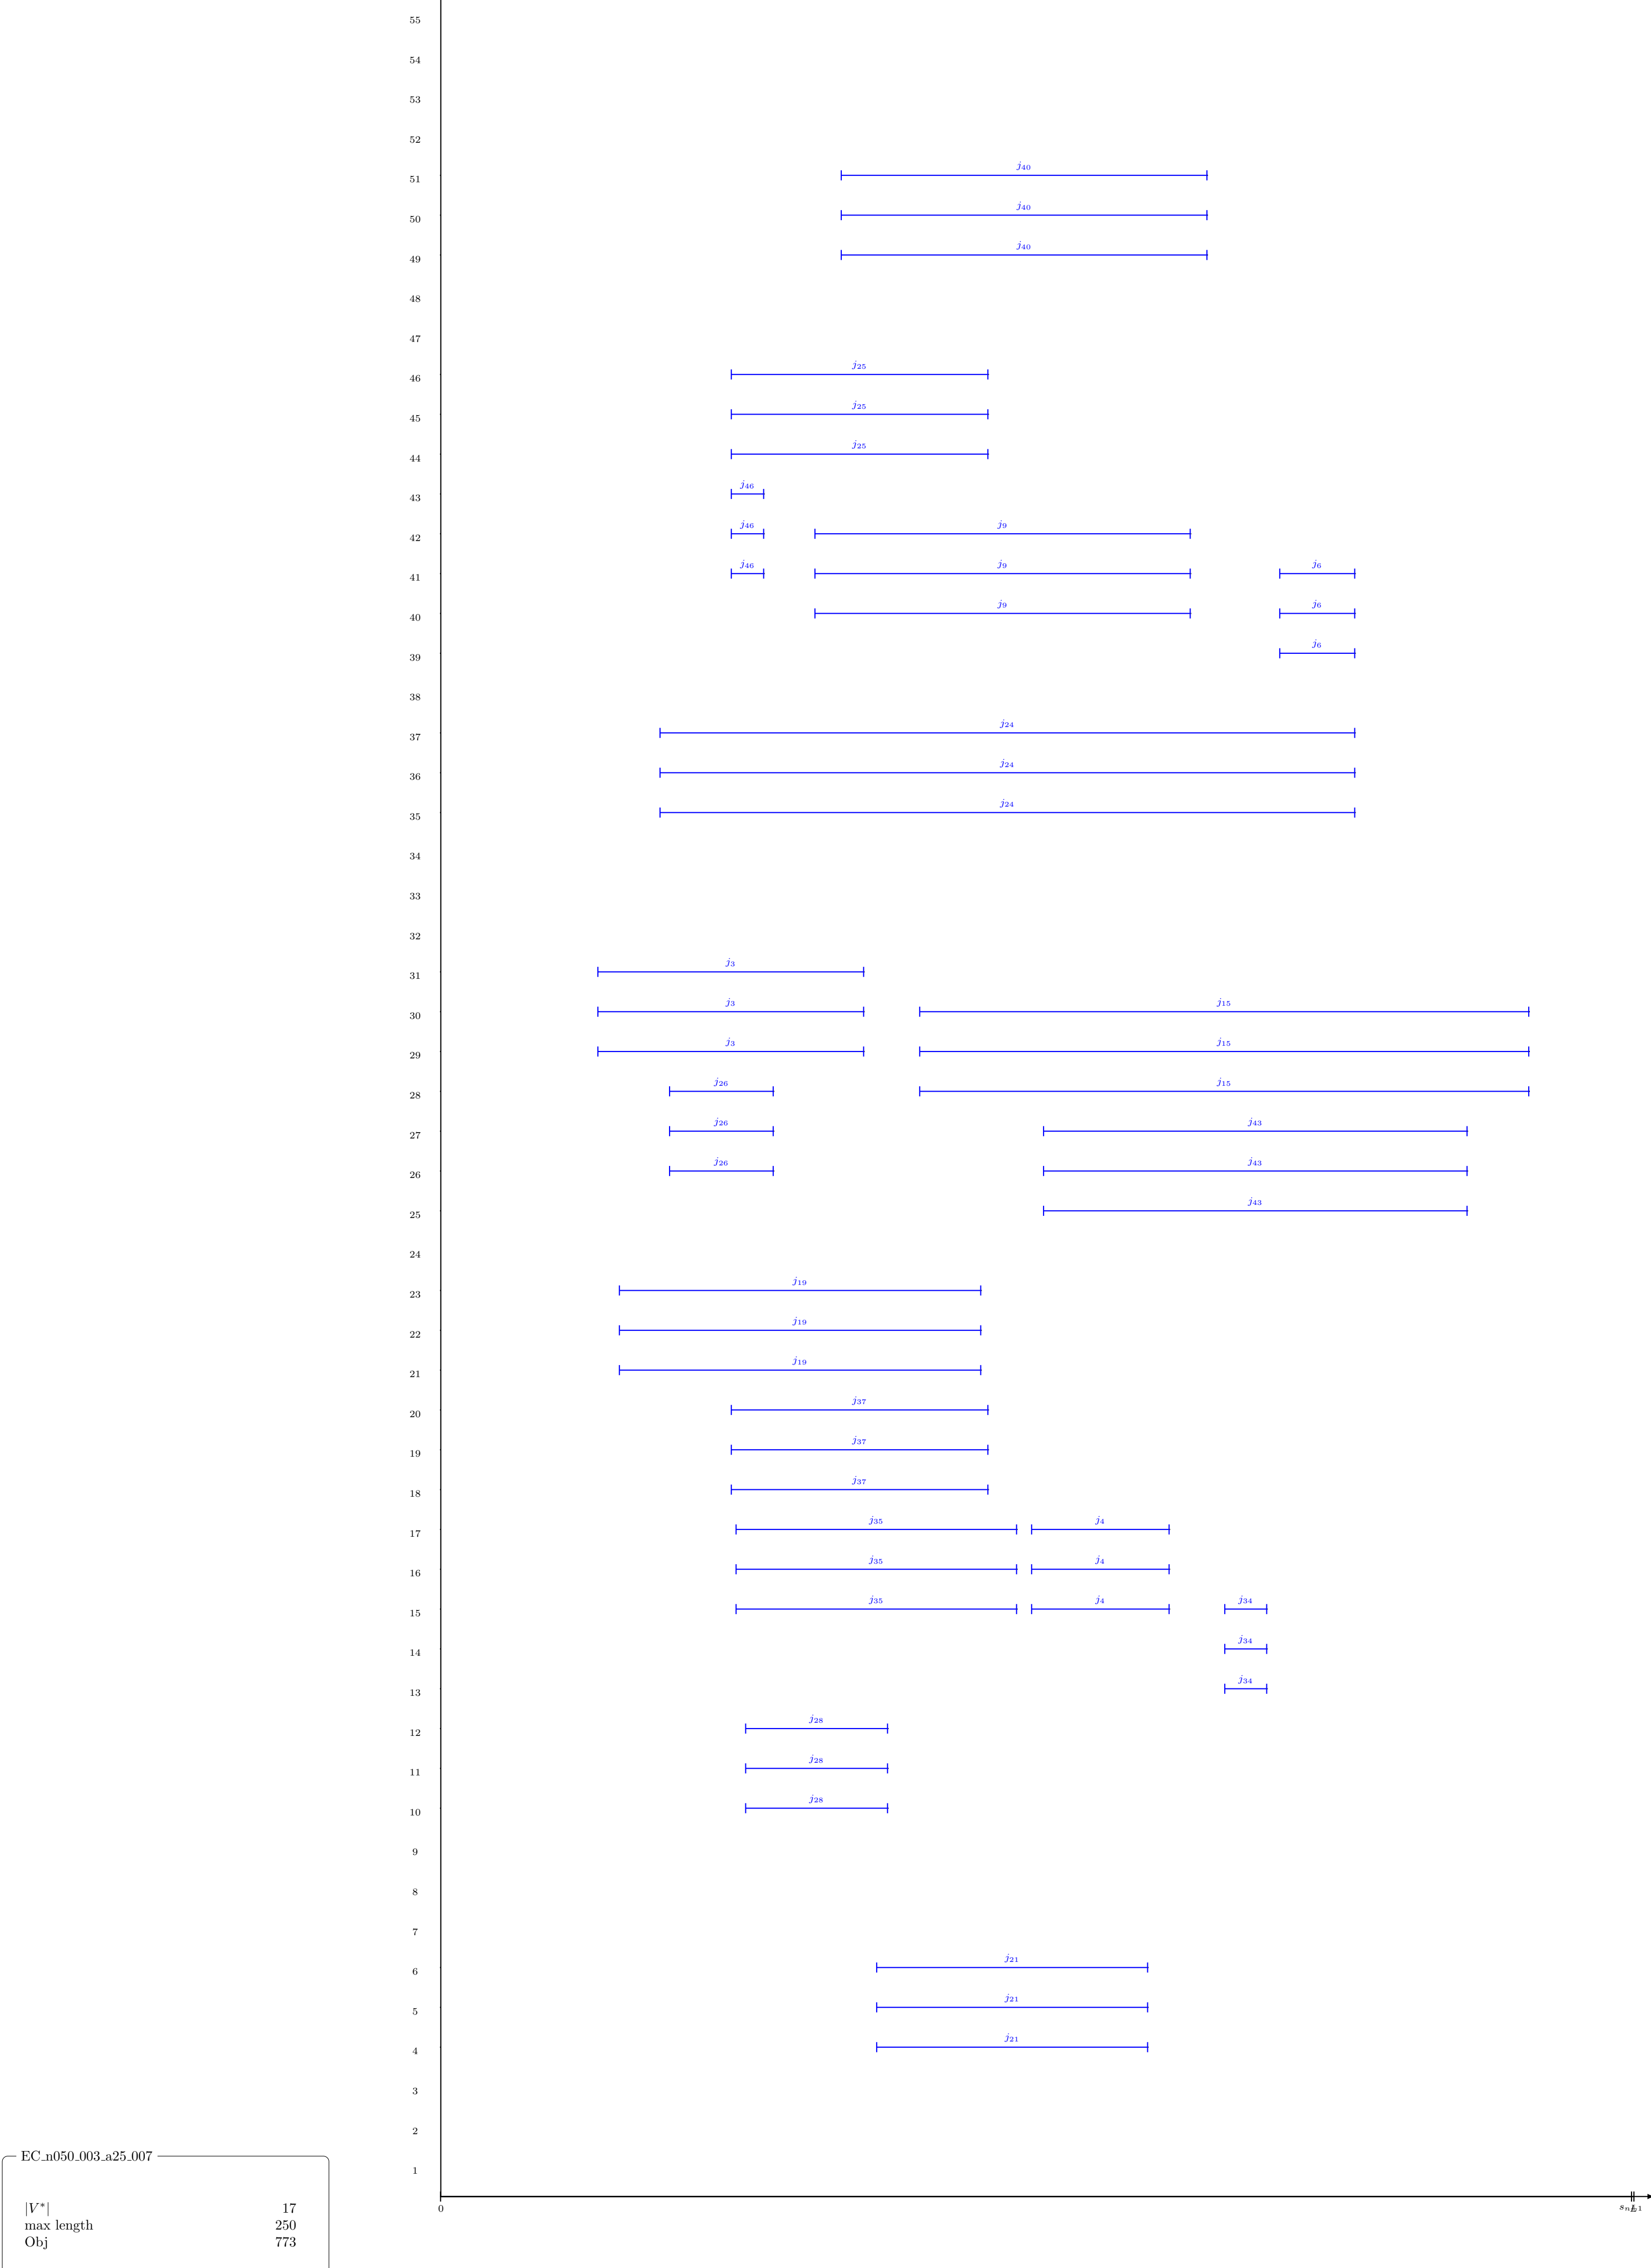 55
54
53
52
j40
51
j40
50
j40
49
48
47
j25
46
j25
45
j25
44
j46
43
j46 j9
42
j46 j9 j6
41
j9 j6
40
j6
39
38
j24
37
j24
36
j24
35
34
33
32
j3
31
j3 j15
30
j3 j15
29
j26 j15
28
j26 j43
27
j26 j43
26
j43
25
24
j19
23
j19
22
j19
21
j37
20
j37
19
j37
18
j35 j4
17
j35 j4
16
j35 j4 j34
15
j34
14
j34
13
j28
12
j28
11
j28
10
9
8
7
j21
6
j21
5
j21
4
3
2
1
0
EC_n050_003_a25_007
|V*| 17
max length 250
Obj 773